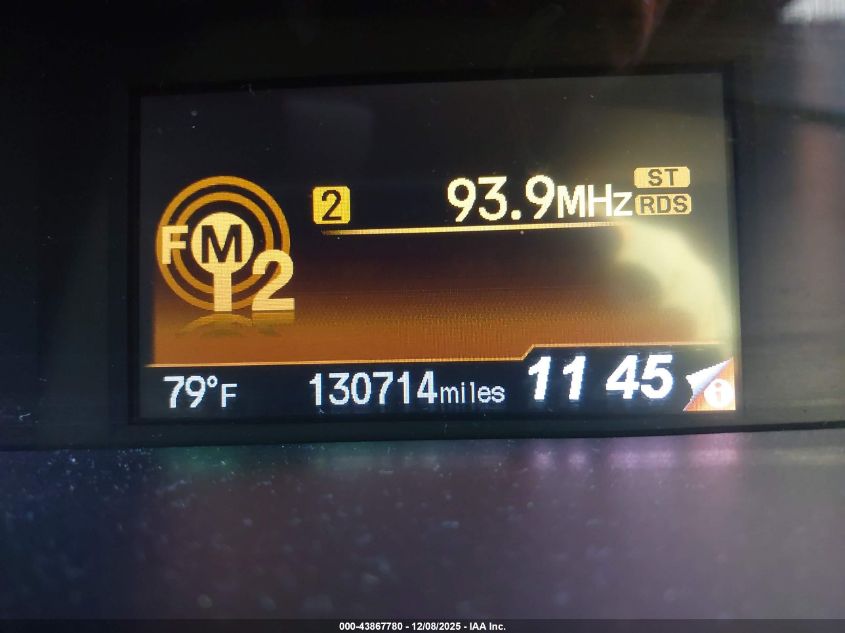 2 93.9MHz ST
RDS
FM
2
79°F 130714miles 11 45 i
000-43867780 - 12/08/2025 - IAA Inc.